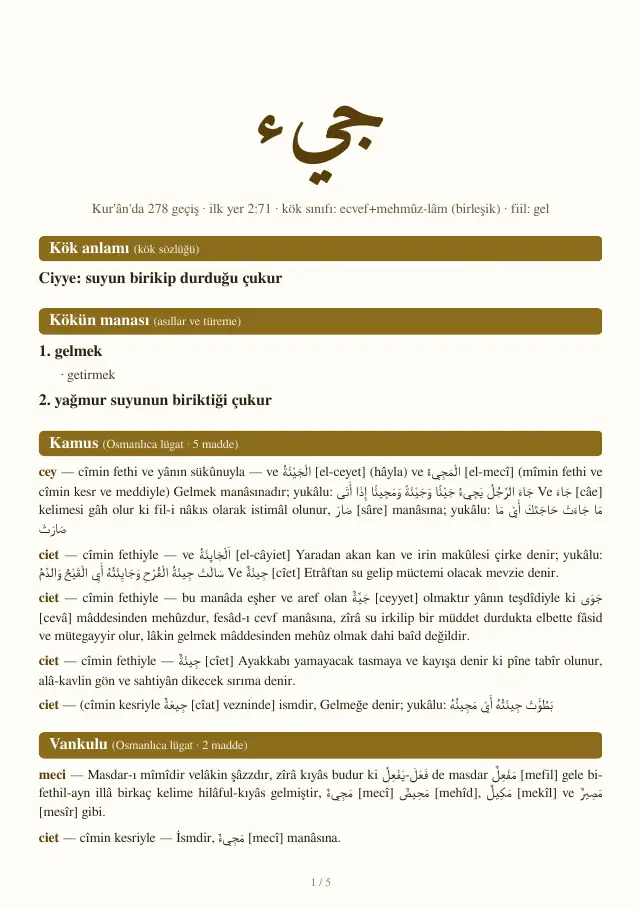 جيء
Kur'ân'da 278 geçiş · ilk yer 2:71 · kök sınıfı: ecvef+mehmûz-lâm (birleşik) · fiil: gel
Kök anlamı (kök sözlüğü)
Ciyye: suyun birikip durduğu çukur
Kökün manası (asıllar ve türeme)
1. gelmek
· getirmek
2. yağmur suyunun biriktiği çukur
Kamus (Osmanlıca lügat · 5 madde)
cey — cîmin fethi ve yânın sükûnuyla — ve الْجَيْئَةُ [el-ceyet] (hâyla) ve الْمَجِيءُ [el-mecî] (mîmin fethi ve
cîmin kesr ve meddiyle) Gelmek manâsınadır; yukâlu: جَاءَ الرَّجُلُ يَجِيءُ جَيْئًا وَجَيْئَةً وَمَجِيئًا إِذَا أَتَى Ve جَاءَ [câe]
kelimesi gâh olur ki fil-i nâkıs olarak istimâl olunur, صَارَ [sâre] manâsına; yukâlu: مَا جَاءَتْ حَاجَتَكَ أَيْ مَا
صَارَتْ
ciet — cîmin fethiyle — ve اَلْجَايِئَةُ [el-câyiet] Yaradan akan kan ve irin makûlesi çirke denir; yukâlu:
سَالَتْ جيئَةُ الْقُرْحِ وَجَايِئَتُهُ أَيِ الْقَيْحُ وَالدَّمُ Ve جيئَةٌ [cîet] Etrâftan su gelip müctemi olacak mevzie denir.
ciet — cîmin fethiyle — bu manâda eşher ve aref olan جَيَّةٌ [ceyyet] olmaktır yânın teşdîdiyle ki جَوَى
[cevâ] mâddesinden mehûzdur, fesâd-ı cevf manâsına, zîrâ su irkilip bir müddet durdukta elbette fâsid
ve mütegayyir olur, lâkin gelmek mâddesinden mehûz olmak dahi baîd değildir.
ciet — cîmin fethiyle — جيئَةٌ [cîet] Ayakkabı yamayacak tasmaya ve kayışa denir ki pîne tabîr olunur,
alâ-kavlin gön ve sahtiyân dikecek sırıma denir.
ciet — (cîmin kesriyle جِيعَةٌ [cîat] vezninde) ismdir, Gelmeğe denir; yukâlu: بَطُؤَتْ جيئَتُهُ أَيْ مَجِيئُهُ
Vankulu (Osmanlıca lügat · 2 madde)
meci — Masdar-ı mîmîdir velâkin şâzzdır, zîrâ kıyâs budur ki فَعَلَ-يَفْعِلُ de masdar مَفْعِلٌ [mefil] gele bi-
fethil-ayn illâ birkaç kelime hilâful-kıyâs gelmiştir, مَجِيءٌ [mecî] مَحِيضٌ [mehîd], مَكِيلٌ [mekîl] ve مَصِيرٌ
[mesîr] gibi.
ciet — cîmin kesriyle — İsmdir, مَجِيءٌ [mecî] manâsına.
1 / 5